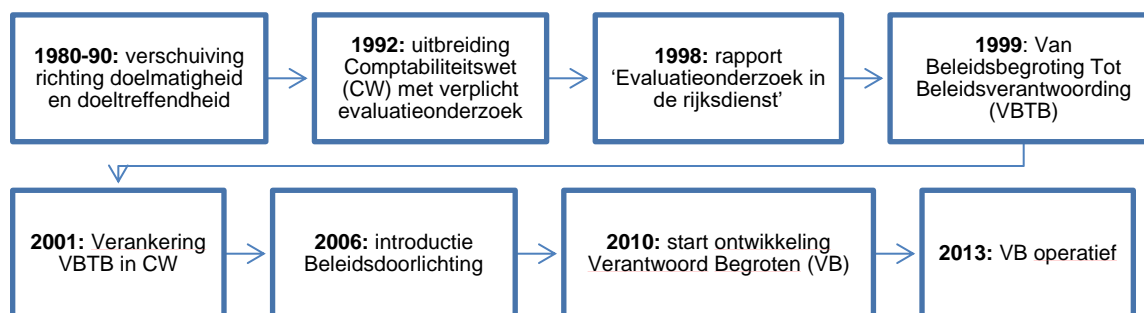 1980-90: verschuiving
richting doelmatigheid
en doeltreffendheid
1992: uitbreiding
Comptabiliteitswet
(CW) met verplicht
evaluatieonderzoek
1998: rapport
‘Evaluatieonderzoek in
de rijksdienst’
1999: Van
Beleidsbegroting Tot
Beleidsverantwoording
(VBTB)
2001: Verankering
VBTB in CW
2006: introductie
Beleidsdoorlichting
2010: start ontwikkeling
Verantwoord Begroten (VB)
2013: VB operatief